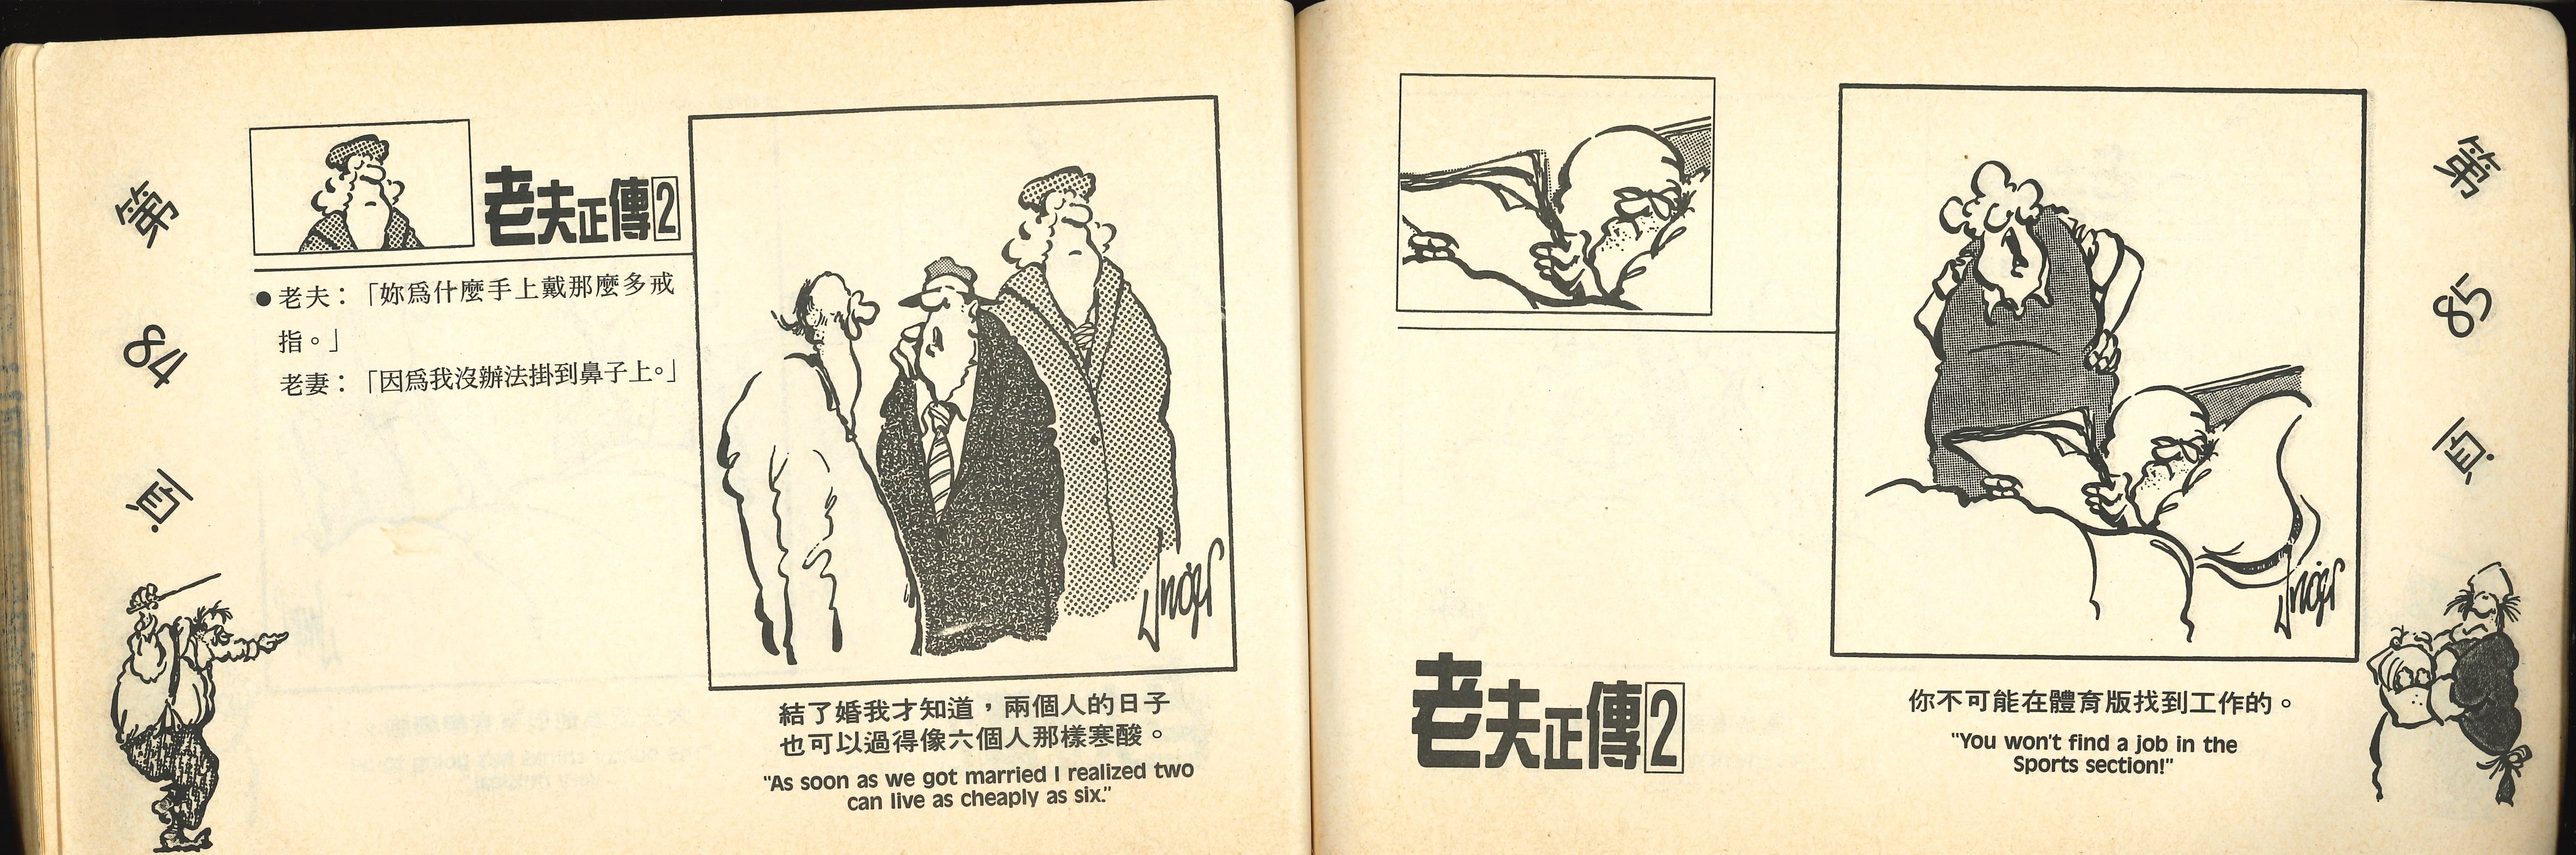 第84頁
老夫正傳2
●老夫：「妳爲什麼手上戴那麼多戒
指。」
老妻：「因爲我沒辦法掛到鼻子上。」
結了婚我才知道，兩個人的日子
也可以過得像六個人那樣寒酸。
"As soon as we got married I realized two
can live as cheaply as six."
老夫正傳2
你不可能在體育版找到工作的。
"You won't find a job in the
Sports section!"
第85頁